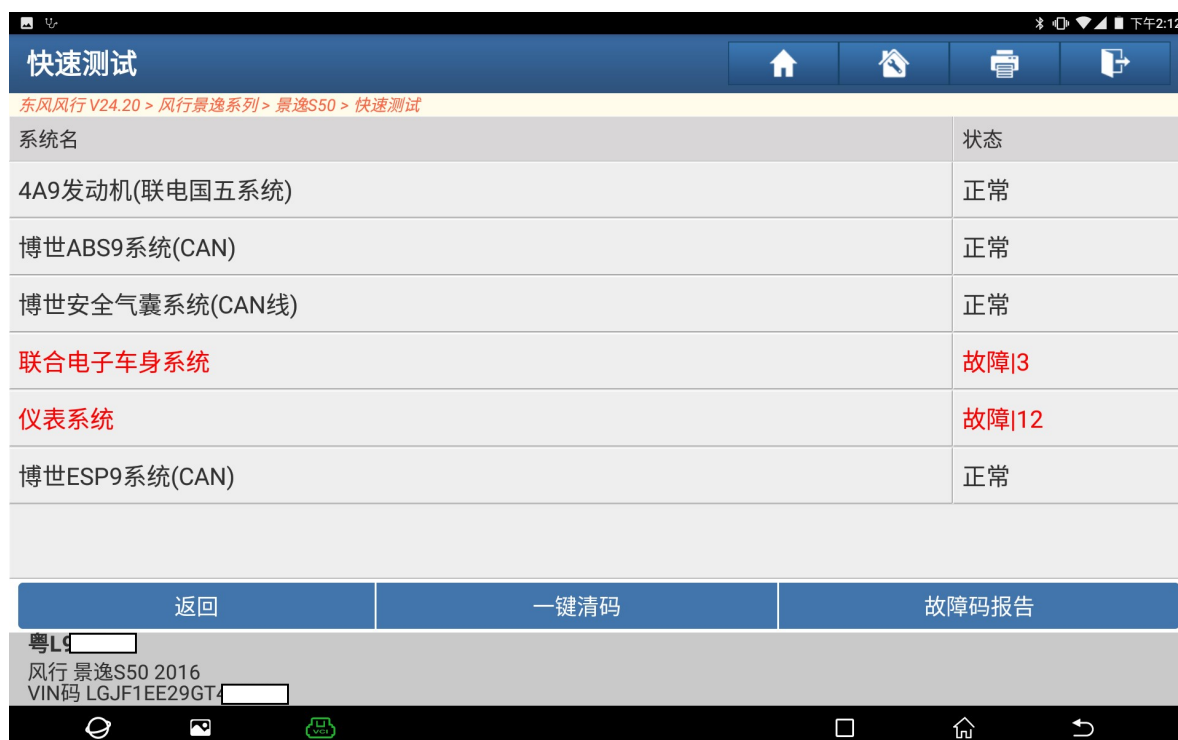 下午2:12
快速测试
东风风行 V24.20 > 风行景逸系列 > 景逸S50 > 快速测试
系统名 状态
4A9发动机(联电国五系统) 正常
博世ABS9系统(CAN) 正常
博世安全气囊系统(CAN线) 正常
联合电子车身系统 故障|3
仪表系统 故障|12
博世ESP9系统(CAN) 正常
返回 一键清码 故障码报告
粤L9
风行 景逸S50 2016
VIN码 LGJF1EE29GT4
VCI